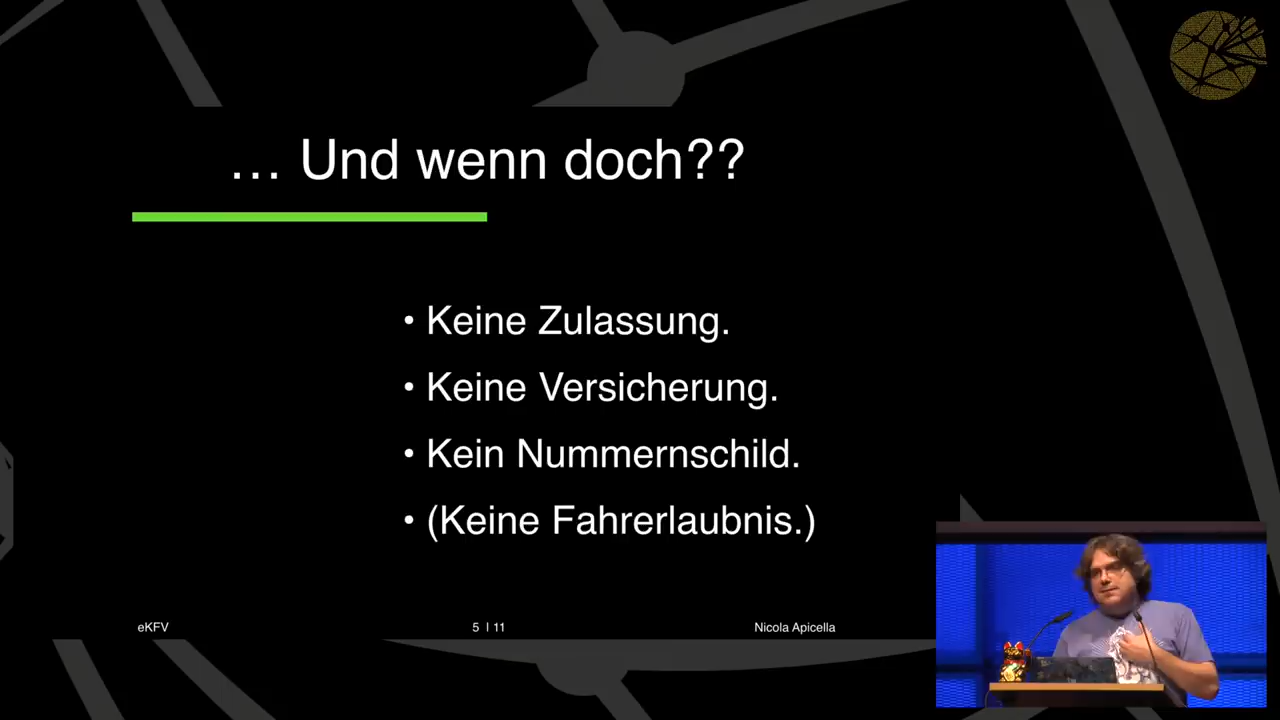 … Und wenn doch??
• Keine Zulassung.
• Keine Versicherung.
• Kein Nummernschild.
• (Keine Fahrerlaubnis.)
eKFV
5 | 11
Nicola Apicella